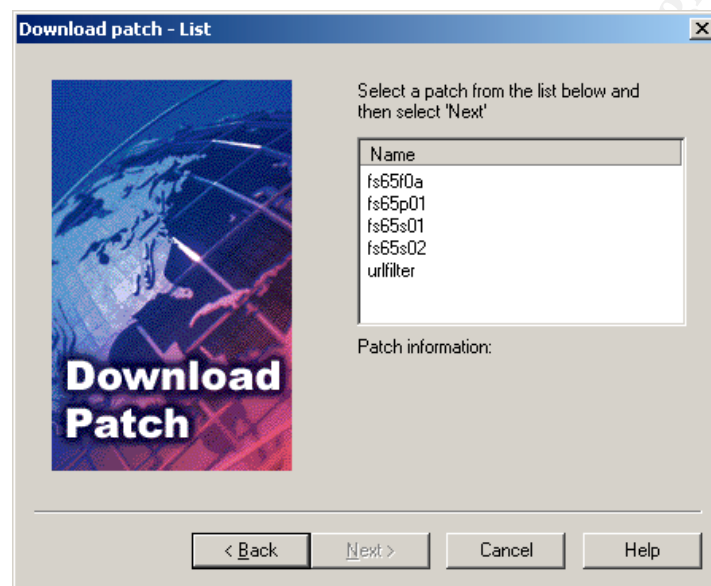 Download patch - List
Select a patch from the list below and
then select 'Next'
Name
fs65f0a
fs65p01
fs65s01
fs65s02
urlfilter
Patch information:
Download
Patch
< Back
Next >
Cancel
Help